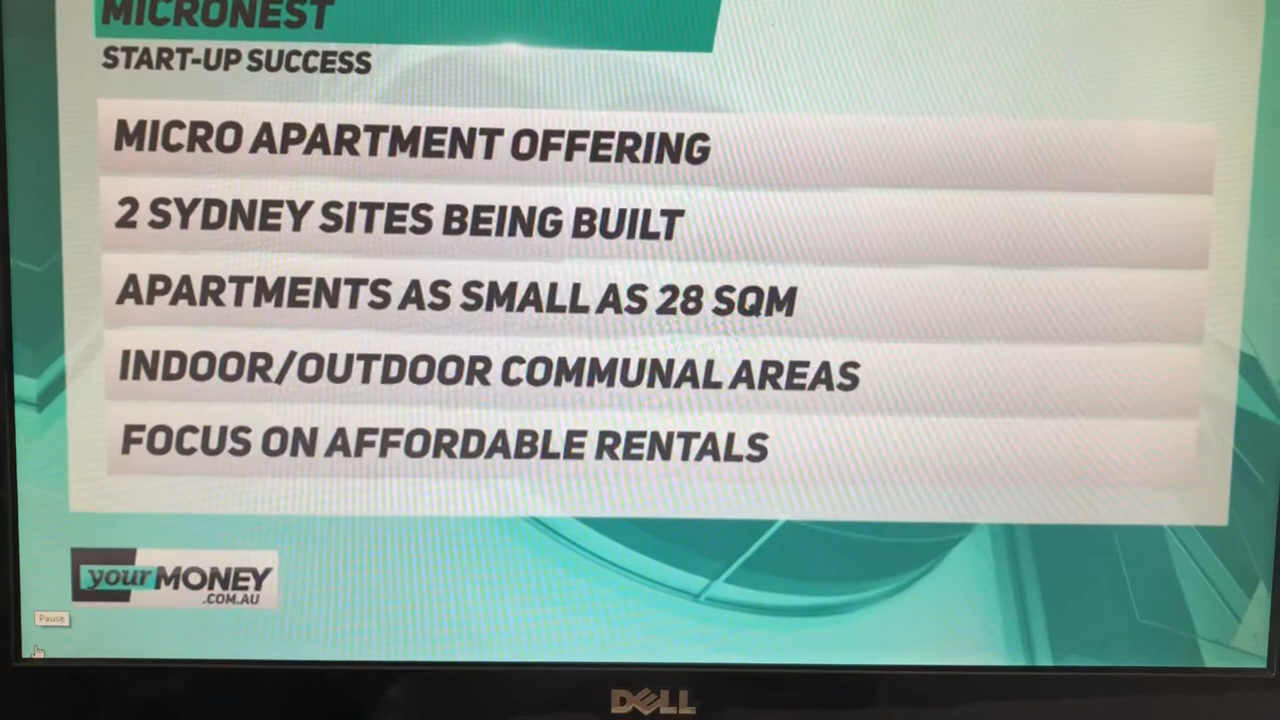 MICRONEST
START-UP SUCCESS
MICRO APARTMENT OFFERING
2 SYDNEY SITES BEING BUILT
APARTMENTS AS SMALL AS 28 SQM
INDOOR/OUTDOOR COMMUNAL AREAS
FOCUS ON AFFORDABLE RENTALS
yourMONEY
.COM.AU
Pause
DELL